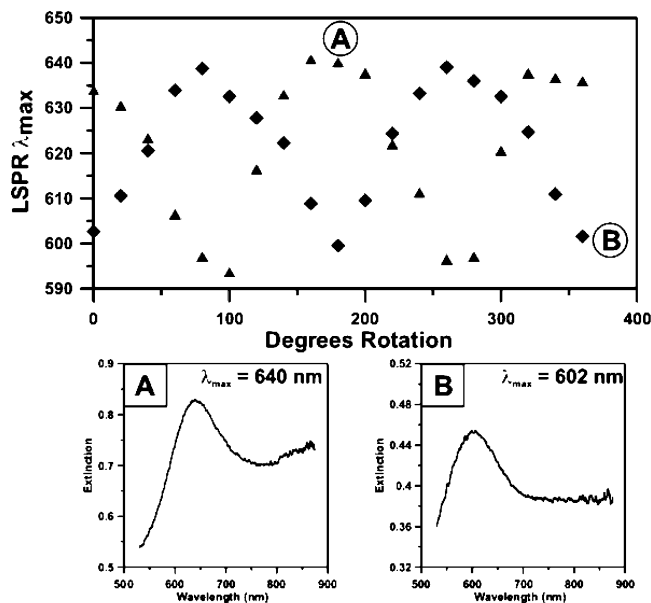 650
640
630
620
610
600
590
LSPR λmax
A
B
0 100 200 300 400
Degrees Rotation
A
λmax = 640 nm
0.9
0.8
0.7
0.6
0.5
Extinction
500 600 700 800 900
Wavelength (nm)
B
λmax = 602 nm
0.52
0.48
0.44
0.4
0.36
0.32
Extinction
500 600 700 800 900
Wavelength (nm)